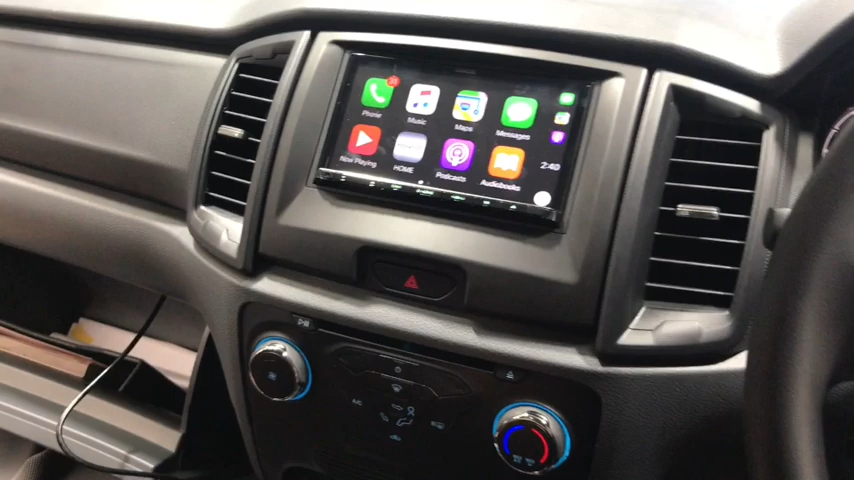 Phone
Music
Maps
Messages
Now Playing
HOME
Podcasts
Audiobooks
2:40
A/C